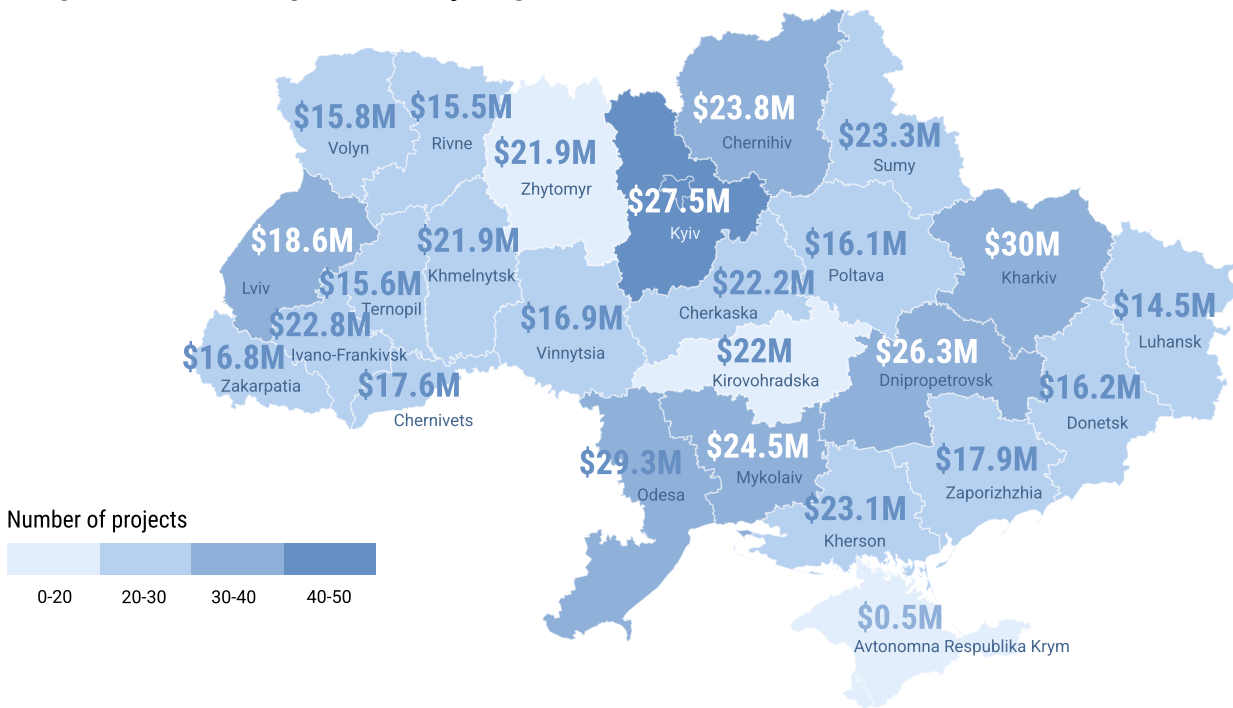 $15.8M
Volyn
$15.5M
Rivne
$21.9M
Zhytomyr
$23.8M
Chernihiv
$23.3M
Sumy
$27.5M
Kyiv
$18.6M
Lviv
$15.6M
Ternopil
$21.9M
Khmelnytsk
$22.2M
Cherkaska
$16.1M
Poltava
$30M
Kharkiv
$14.5M
Luhansk
$22.8M
Ivano-Frankivsk
$16.8M
Zakarpatia
$17.6M
Chernivets
$16.9M
Vinnytsia
$22M
Kirovohradska
$26.3M
Dnipropetrovsk
$16.2M
Donetsk
$29.3M
Odesa
$24.5M
Mykolaiv
$17.9M
Zaporizhzhia
$23.1M
Kherson
$0.5M
Avtonomna Respublika Krym
Number of projects
0-20
20-30
30-40
40-50